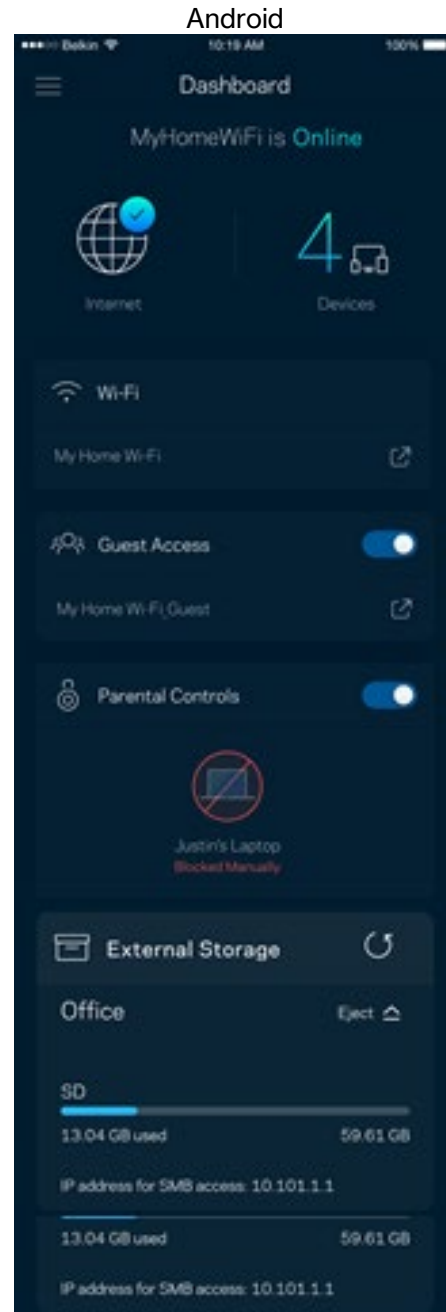 Android
Belkin 10:19 AM 100%
Dashboard
MyHomeWiFi is Online
4
Internet Devices
Wi-Fi
My Home Wi-Fi
Guest Access
My Home Wi-Fi_Guest
Parental Controls
Justin's Laptop
Blocked Manually
External Storage
Office Eject
SD
13.04 GB used 59.61 GB
IP address for SMB access: 10.101.1.1
13.04 GB used 59.61 GB
IP address for SMB access: 10.101.1.1